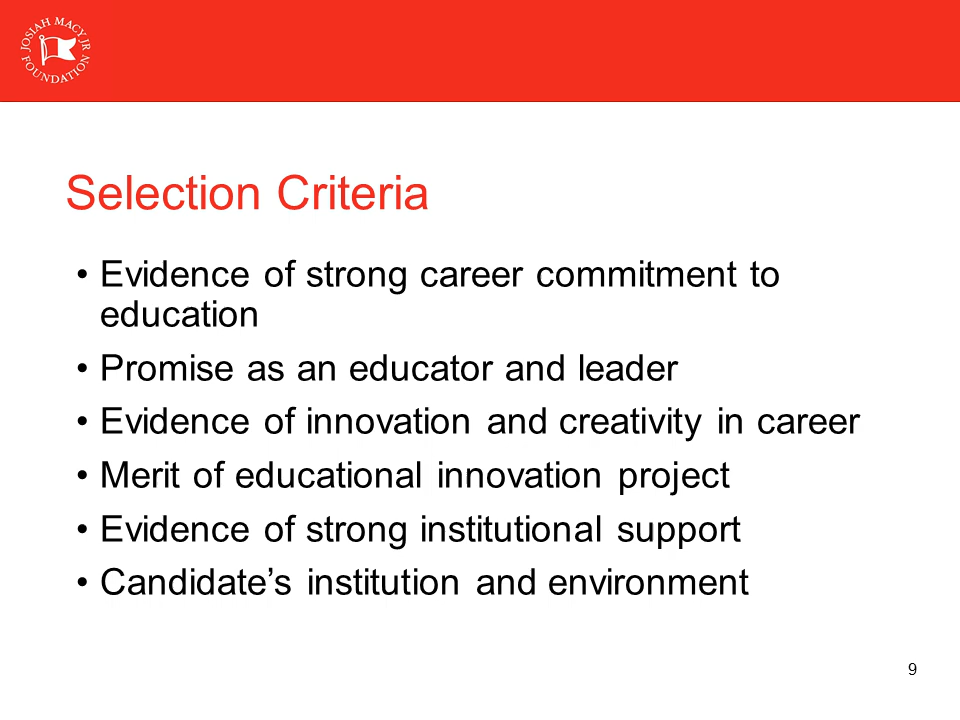 JOSIAH MACY JR
FOUNDATION
Selection Criteria
• Evidence of strong career commitment to
education
• Promise as an educator and leader
• Evidence of innovation and creativity in career
• Merit of educational innovation project
• Evidence of strong institutional support
• Candidate’s institution and environment
9